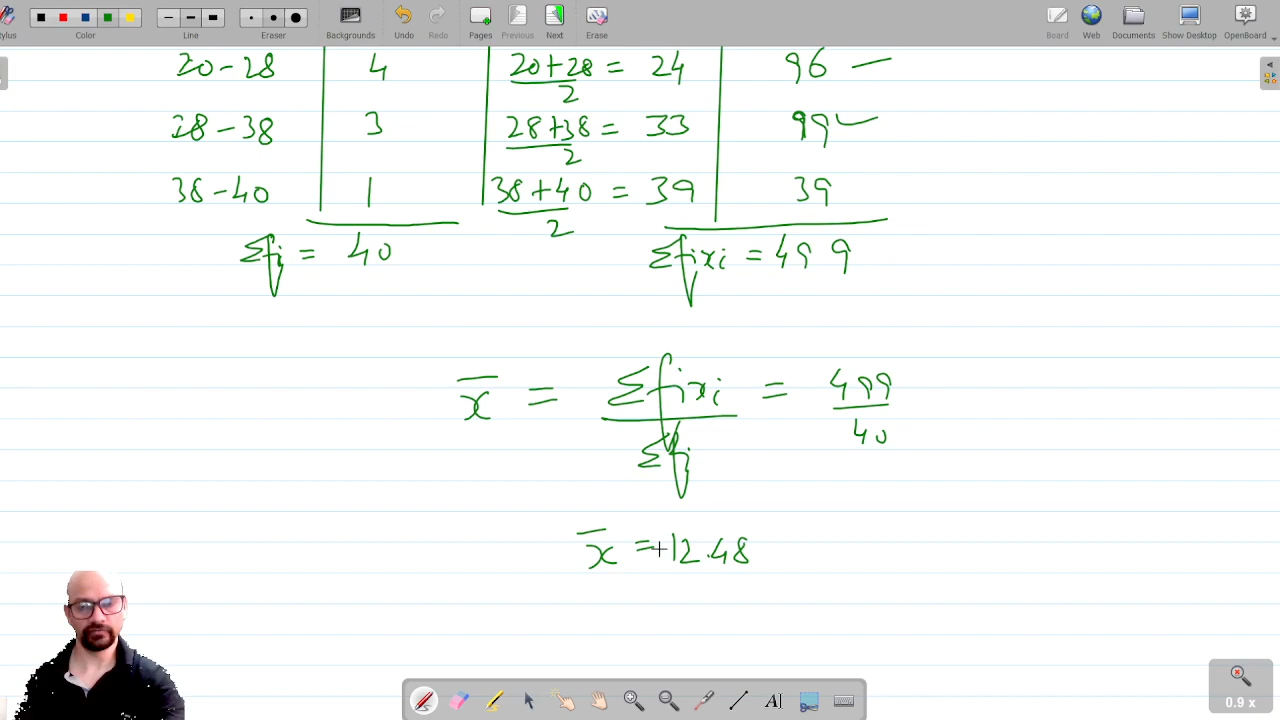 Stylus Color Line Eraser Backgrounds Undo Redo Pages Previous Next Erase Board Web Documents Show Desktop OpenBoard
20-28 4 20+28/2 = 24 96
28-38 3 28+38/2 = 33 99
38-40 1 38+40/2 = 39 39
Σfi = 40 Σfixi = 499
x̄ = Σfixi/Σfi = 499/40
x̄ = 12.48
0.9 x